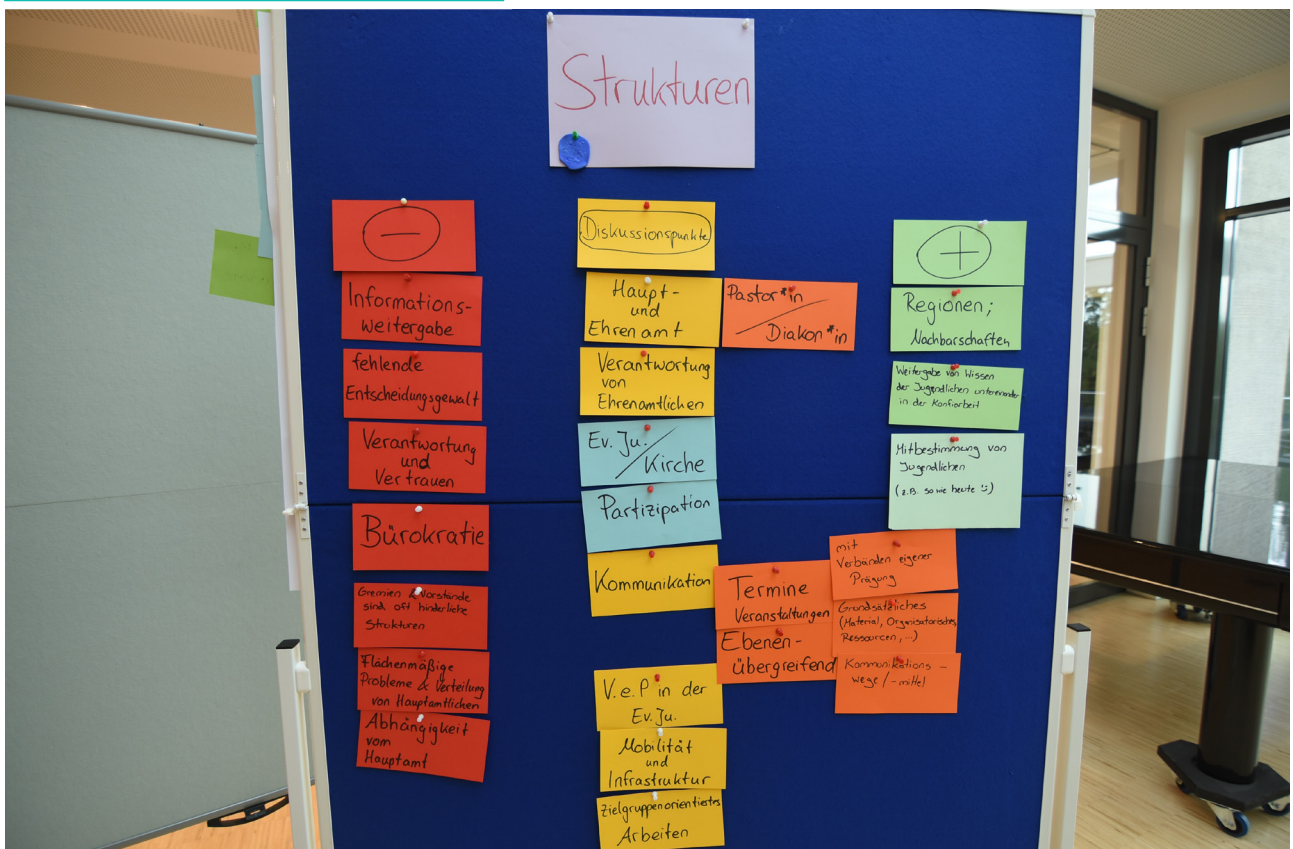 Strukturen
−
Informations-
weitergabe
fehlende
Entscheidungsgewalt
Verantwortung
und
Vertrauen
Bürokratie
Gremien & Vorstände
sind oft hinderliche
Strukturen
Flächenmäßige
Probleme & Verteilung
von Hauptamtlichen
Abhängigkeit
vom
Hauptamt
Diskussionspunkte
Haupt-
und
Ehrenamt
Pastor*in
/
Diakon*in
Verantwortung
von
Ehrenamtlichen
Ev. Ju.
/
Kirche
Partizipation
Kommunikation
Termine
Veranstaltungen
Ebenen-
übergreifend
mit
Verbänden eigener
Prägung
Grundsätzliches
(Material, Organisatorisches,
Ressourcen, ...)
Kommunikations-
wege / -mittel
V.e.P in der
Ev. Ju.
Mobilität
und
Infrastruktur
Zielgruppenorientiertes
Arbeiten
+
Regionen;
Nachbarschaften
Weitergabe von Wissen
der Jugendlichen untereinander
in der Konfiarbeit
Mitbestimmung von
Jugendlichen
(z.B. so wie heute :))